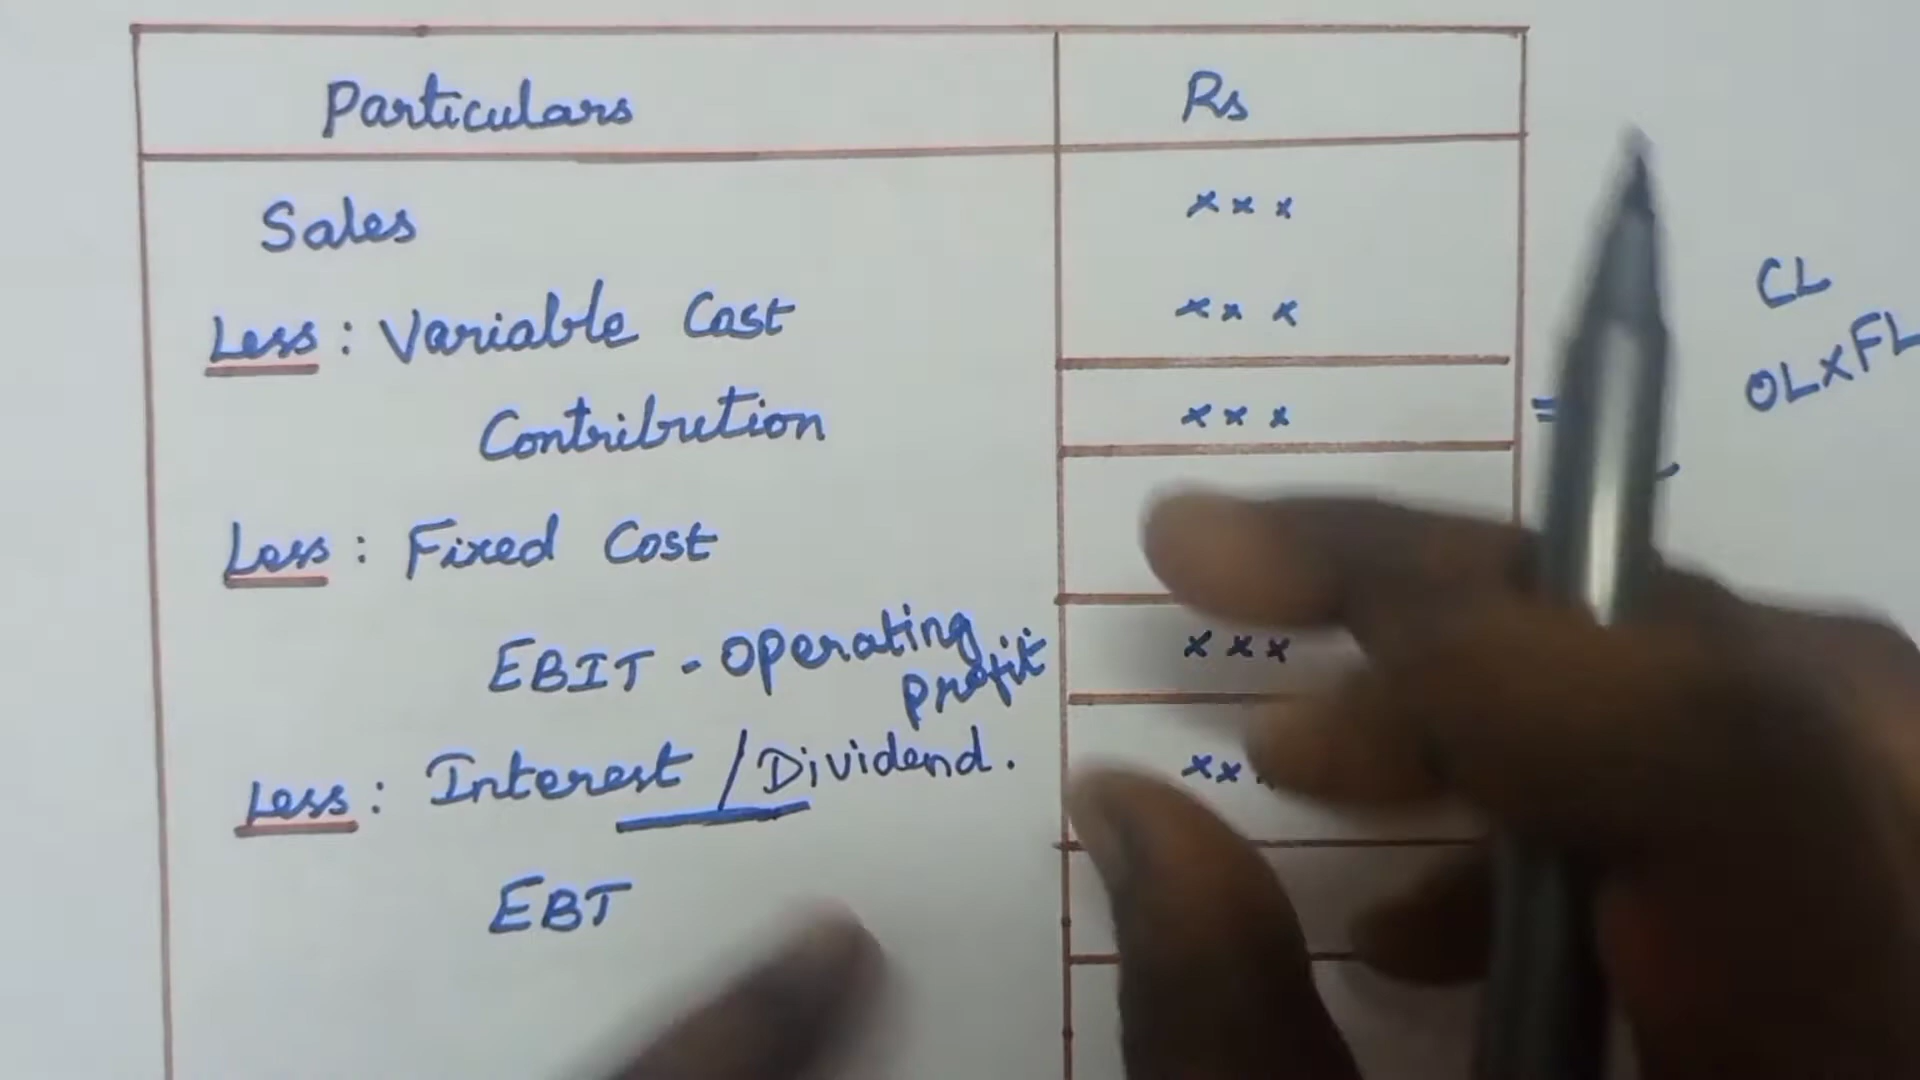 Particulars Rs
Sales xxx
Less: Variable Cost xxx
Contribution xxx =
Less: Fixed Cost
EBIT - Operating profit xxx
Less: Interest / Dividend. xx
EBT
CL
OLXFL